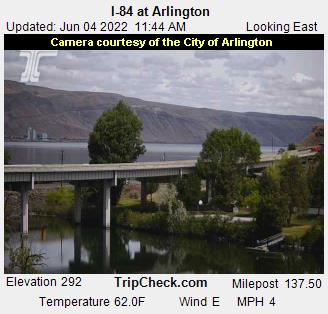 I-84 at Arlington
Updated: Jun 04 2022 11:44 AM Looking East
Camera courtesy of the City of Arlington
Elevation 292 TripCheck.com Milepost 137.50
Temperature 62.0F Wind E MPH 4